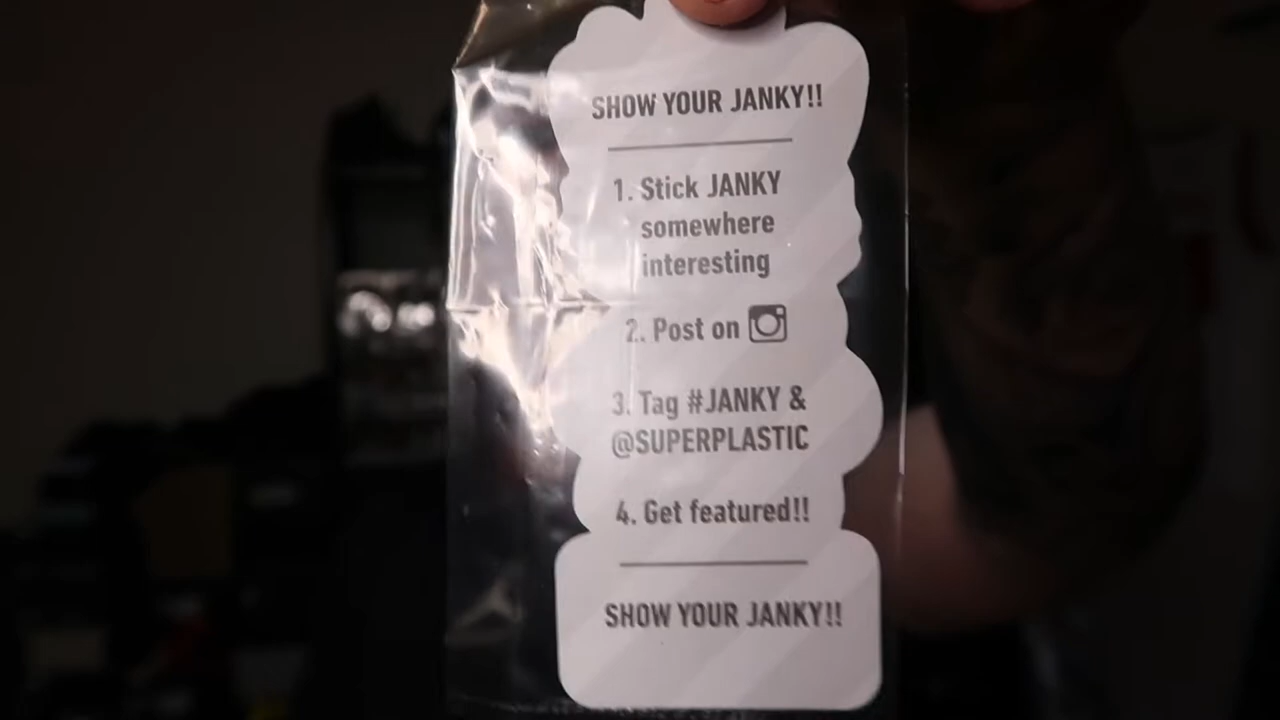 SHOW YOUR JANKY!!
1. Stick JANKY
somewhere
interesting
2. Post on
3. Tag #JANKY &
@SUPERPLASTIC
4. Get featured!!
SHOW YOUR JANKY!!